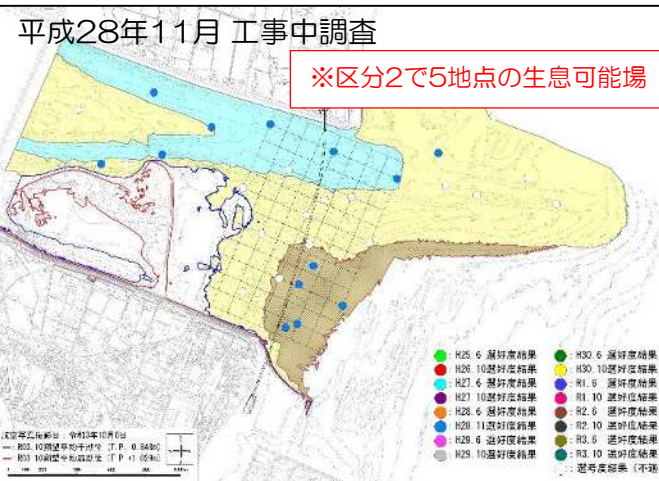 平成28年11月 工事中調査
※区分2で5地点の生息可能場
: H25.6 選好度結果
: H26.10選好度結果
: H27.6 選好度結果
: H27.10選好度結果
: H28.6 選好度結果
: H28.11選好度結果
: H29.6 選好度結果
: H29.10選好度結果
: H30.6 選好度結果
: H30.10選好度結果
: R1.6 選好度結果
: R1.10 選好度結果
: R2.6 選好度結果
: R2.10 選好度結果
: R3.6 選好度結果
: R3.10 選好度結果
: 選考度結果（不適